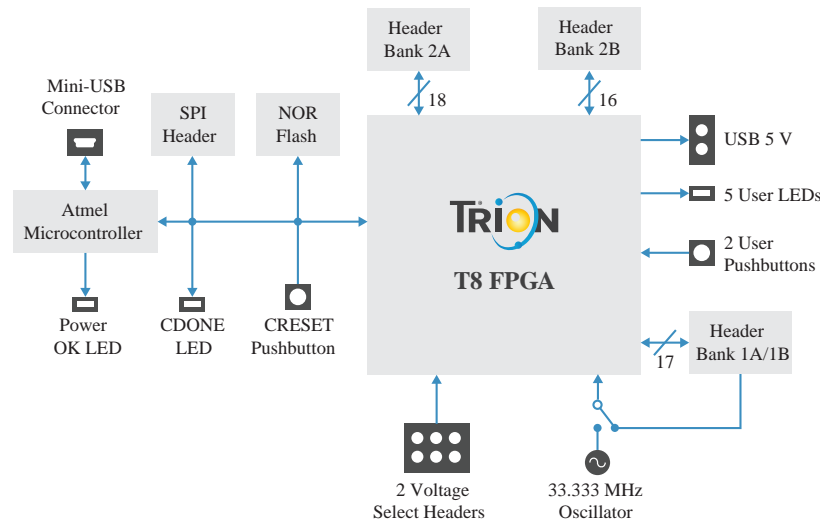 Header
Bank 2A
Header
Bank 2B
18
16
Mini-USB
Connector
SPI
Header
NOR
Flash
USB 5 V
Atmel
Microcontroller
TRION
5 User LEDs
2 User
Pushbuttons
T8 FPGA
Power
OK LED
CDONE
LED
CRESET
Pushbutton
Header
Bank 1A/1B
17
2 Voltage
Select Headers
33.333 MHz
Oscillator